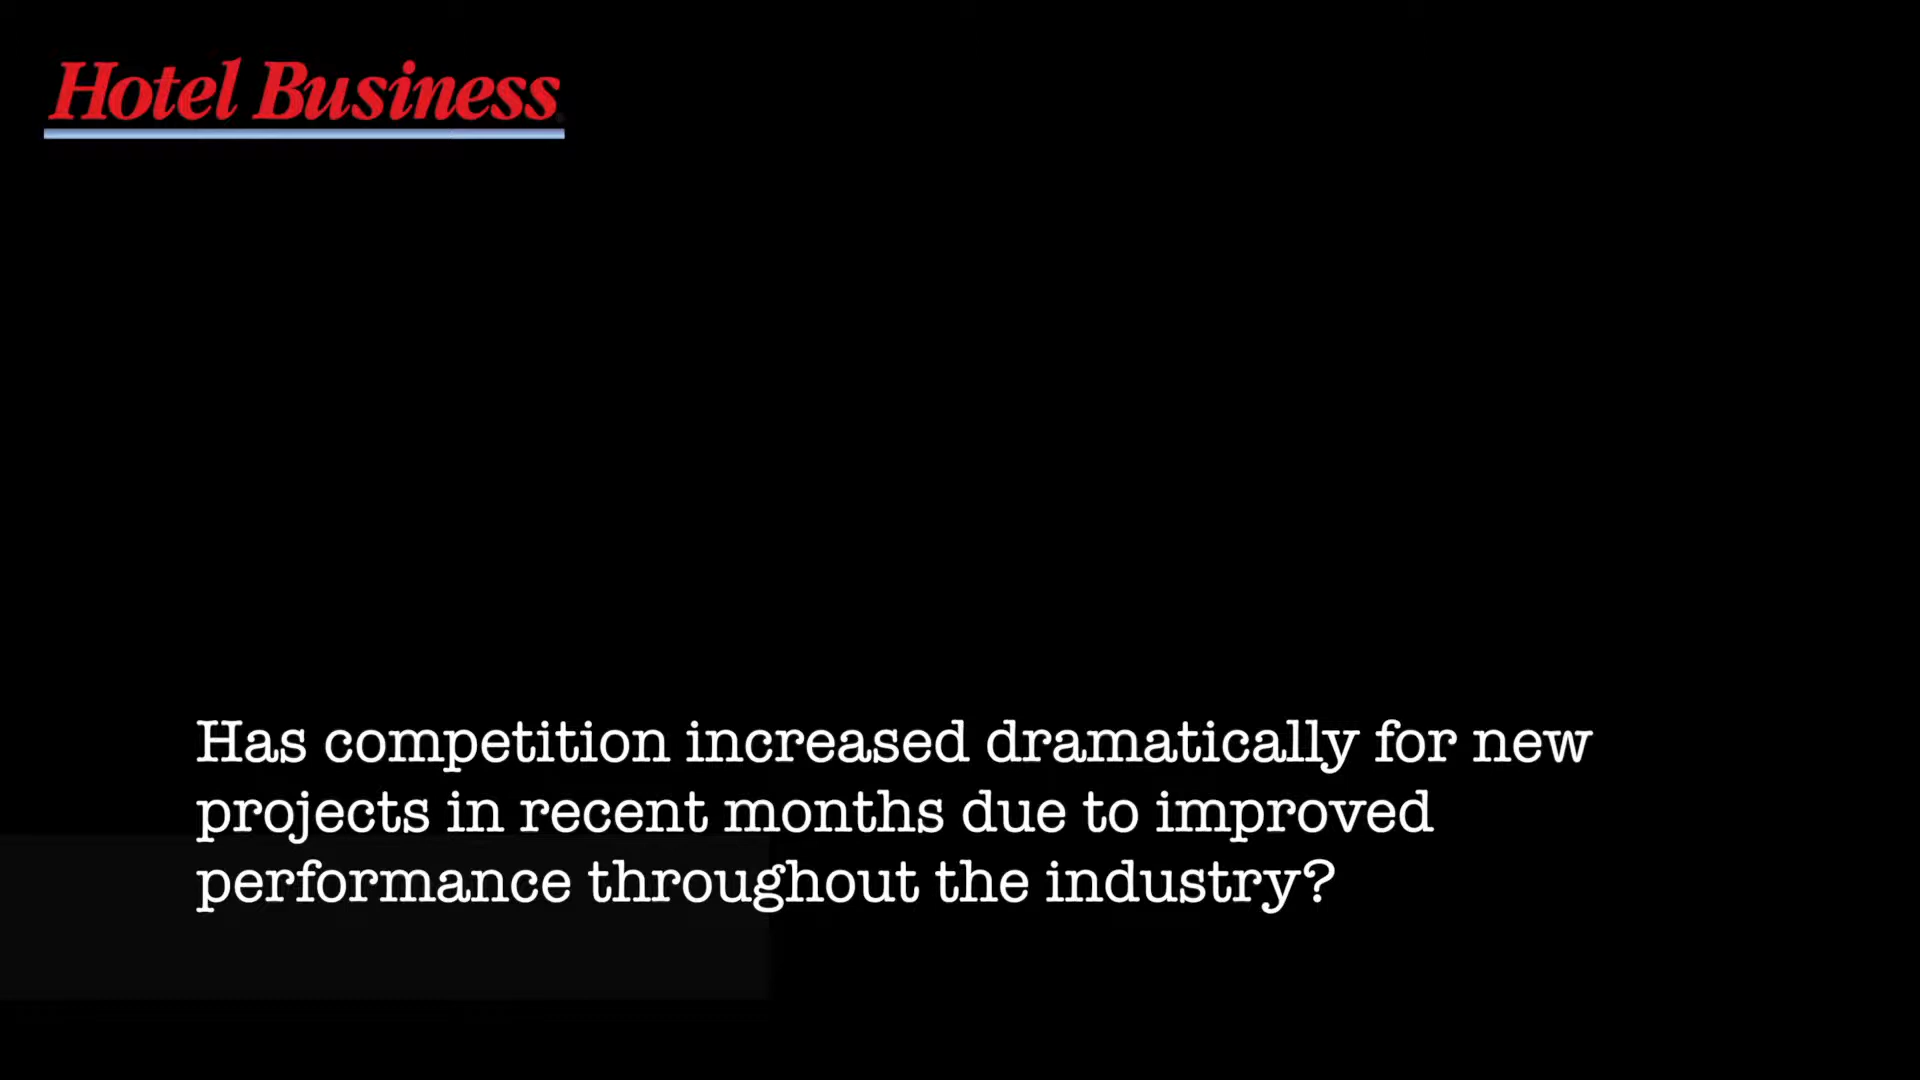 Hotel Business
Has competition increased dramatically for new
projects in recent months due to improved
performance throughout the industry?